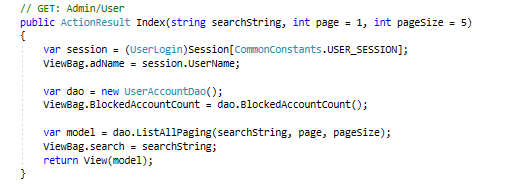 // GET: Admin/User
public ActionResult Index(string searchString, int page = 1, int pageSize = 5)
{
var session = (UserLogin)Session[CommonConstants.USER_SESSION];
ViewBag.adName = session.UserName;
var dao = new UserAccountDao();
ViewBag.BlockedAccountCount = dao.BlockedAccountCount();
var model = dao.ListAllPaging(searchString, page, pageSize);
ViewBag.search = searchString;
return View(model);
}